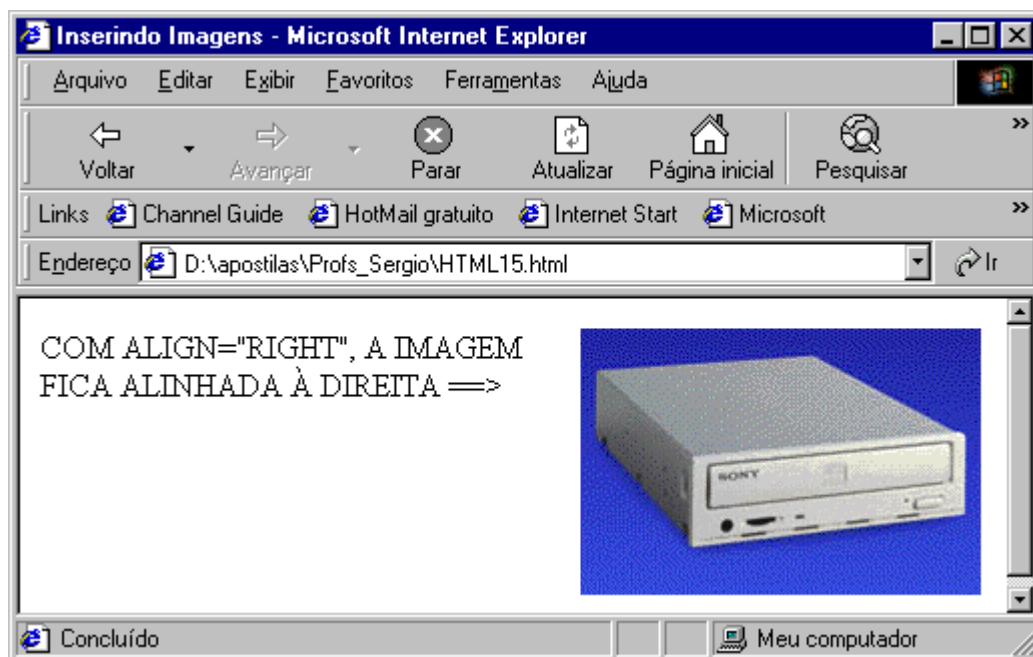 Inserindo Imagens - Microsoft Internet Explorer
Arquivo Editar Exibir Favoritos Ferramentas Ajuda
Voltar Avançar Parar Atualizar Página inicial Pesquisar »
Links Channel Guide HotMail gratuito Internet Start Microsoft »
Endereço D:\apostilas\Profs_Sergio\HTML15.html Ir
COM ALIGN="RIGHT", A IMAGEM
FICA ALINHADA À DIREITA ==>
SONY
Concluído Meu computador